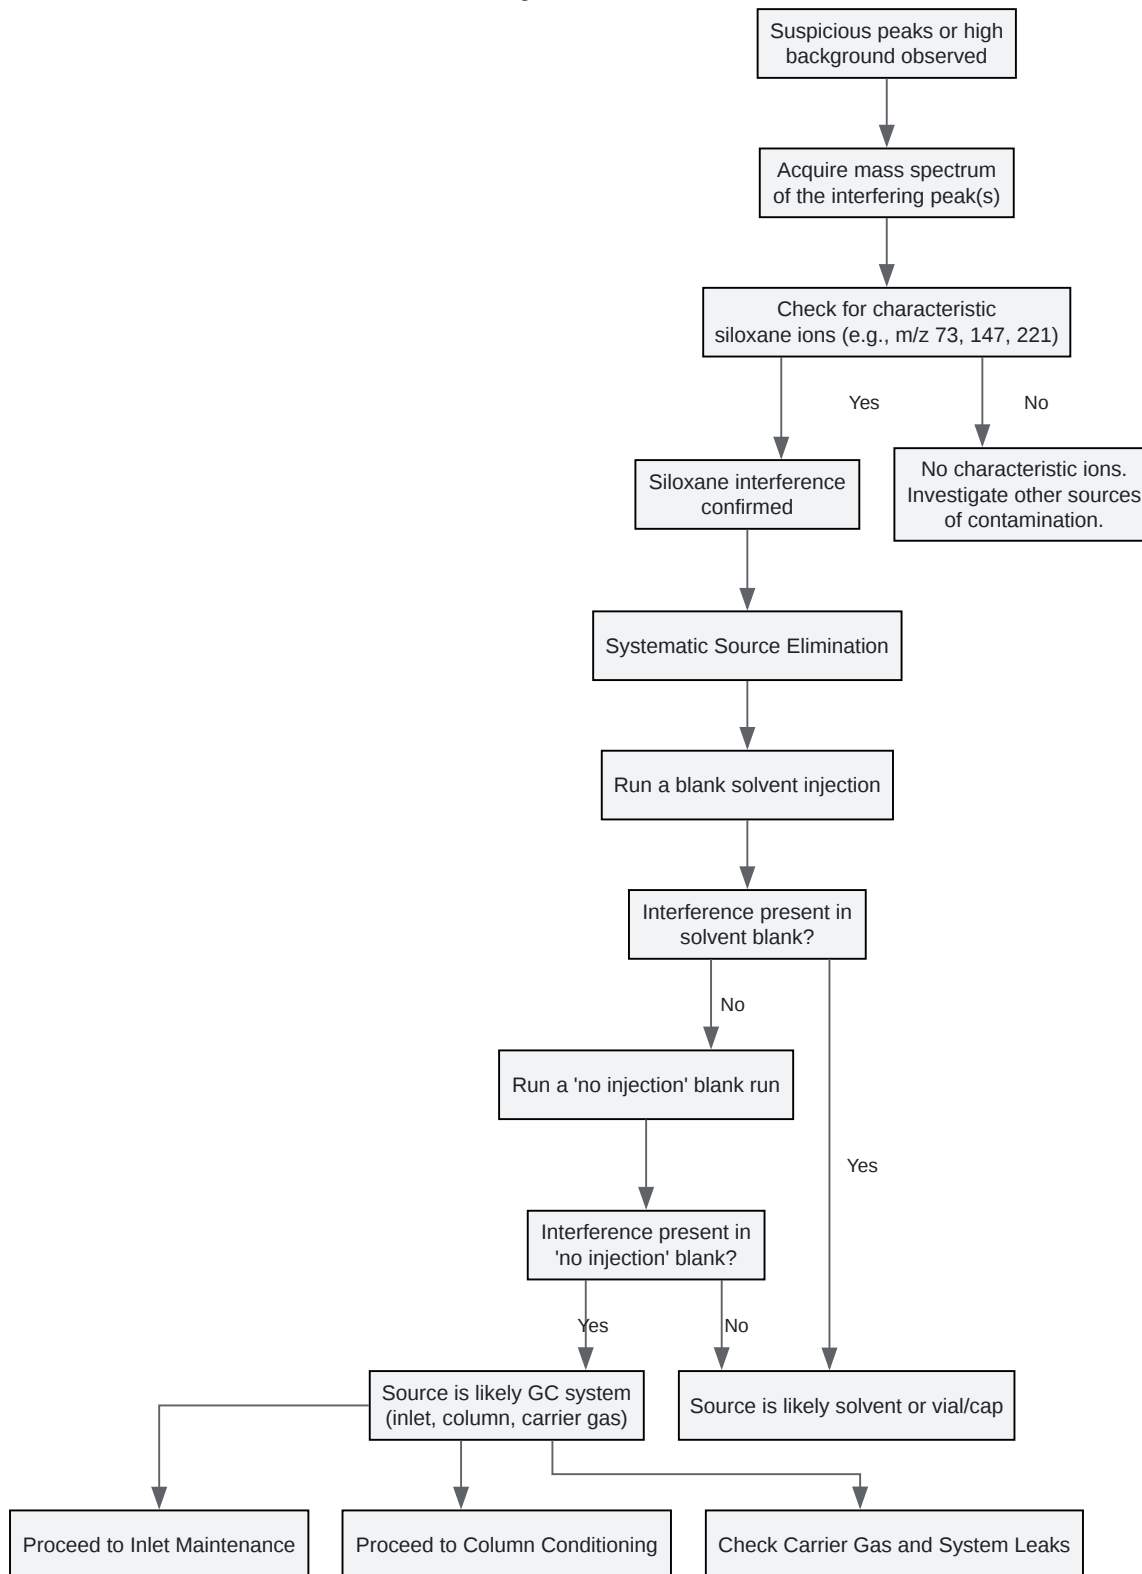 Suspicious peaks or high
background observed
Acquire mass spectrum
of the interfering peak(s)
Check for characteristic
siloxane ions (e.g., m/z 73, 147, 221)
Yes
No
Siloxane interference
confirmed
No characteristic ions.
Investigate other sources
of contamination.
Systematic Source Elimination
Run a blank solvent injection
Interference present in
solvent blank?
No
Run a 'no injection' blank run
Yes
Interference present in
'no injection' blank?
Yes
No
Source is likely GC system
(inlet, column, carrier gas)
Source is likely solvent or vial/cap
Proceed to Inlet Maintenance
Proceed to Column Conditioning
Check Carrier Gas and System Leaks